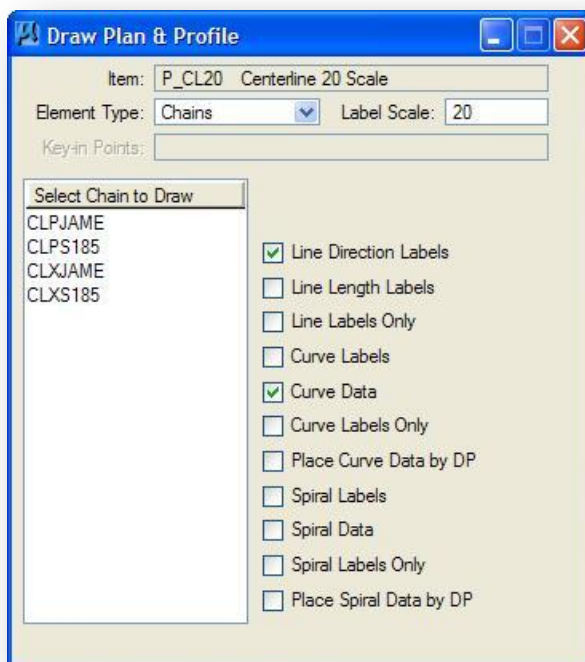 Draw Plan & Profile
Item: P_CL20 Centerline 20 Scale
Element Type: Chains Label Scale: 20
Key-in Points:
Select Chain to Draw
CLPJAME
CLPS185
CLXJAME
CLXS185
Line Direction Labels
Line Length Labels
Line Labels Only
Curve Labels
Curve Data
Curve Labels Only
Place Curve Data by DP
Spiral Labels
Spiral Data
Spiral Labels Only
Place Spiral Data by DP